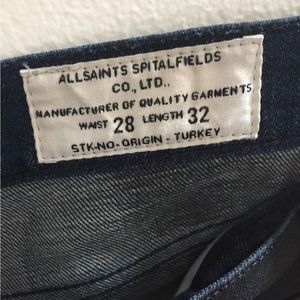 ALLSAINTS SPITALFIELDS
CO., LTD..
MANUFACTURER OF QUALITY GARMENTS
WAIST 28 LENGTH 32
STK-NO- ORIGIN - TURKEY